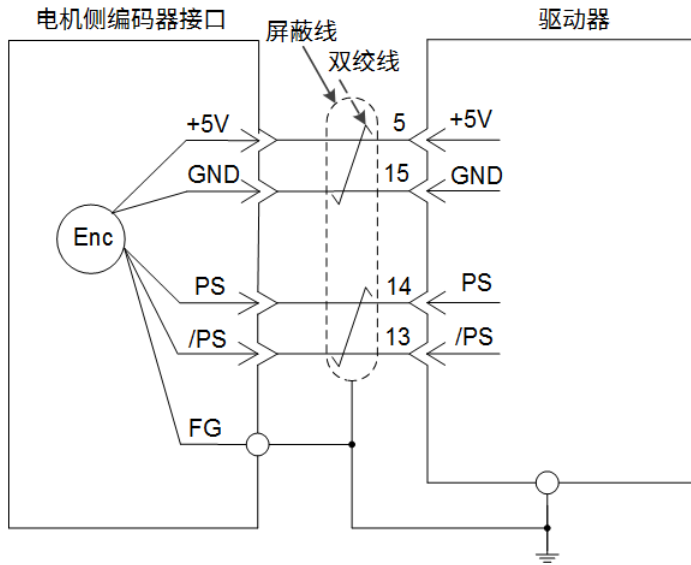 电机侧编码器接口
驱动器
屏蔽线
双绞线
+5V
5
+5V
GND
15
GND
Enc
PS
14
PS
/PS
13
/PS
FG